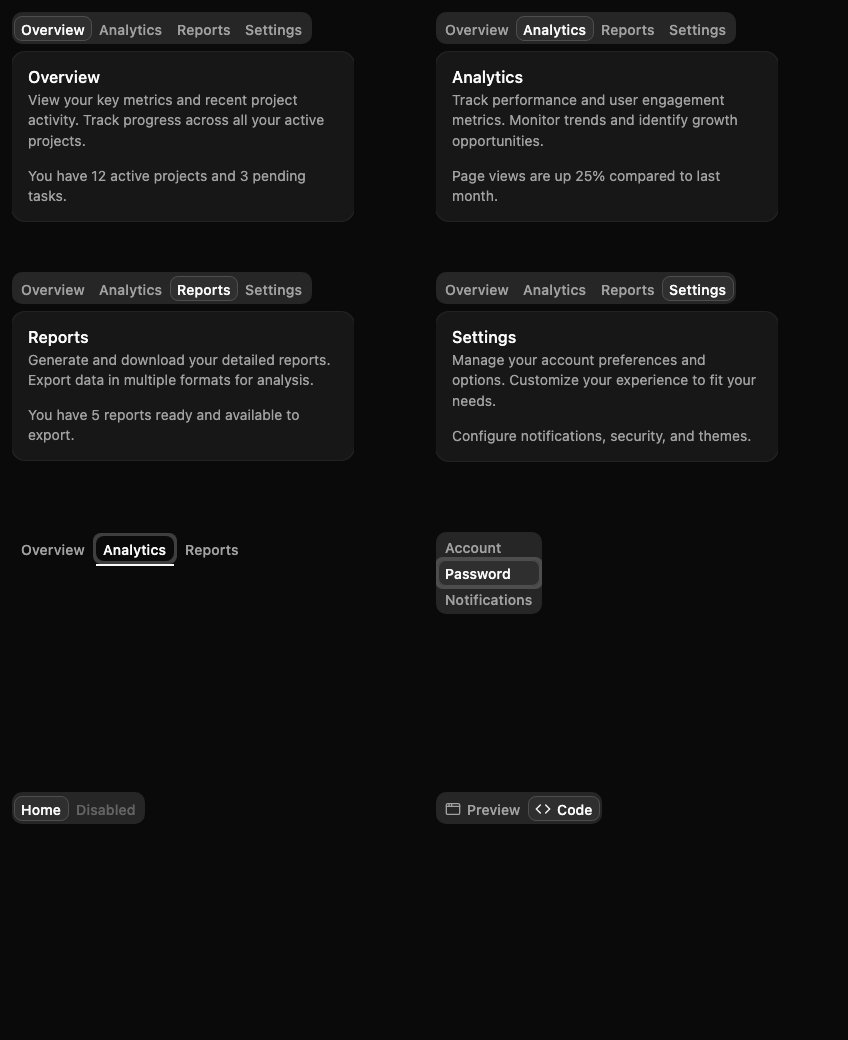 Overview Analytics Reports Settings
Overview
View your key metrics and recent project
activity. Track progress across all your active
projects.
You have 12 active projects and 3 pending
tasks.
Overview Analytics Reports Settings
Analytics
Track performance and user engagement
metrics. Monitor trends and identify growth
opportunities.
Page views are up 25% compared to last
month.
Overview Analytics Reports Settings
Reports
Generate and download your detailed reports.
Export data in multiple formats for analysis.
You have 5 reports ready and available to
export.
Overview Analytics Reports Settings
Settings
Manage your account preferences and
options. Customize your experience to fit your
needs.
Configure notifications, security, and themes.
Overview Analytics Reports
Account
Password
Notifications
Home Disabled
Preview Code